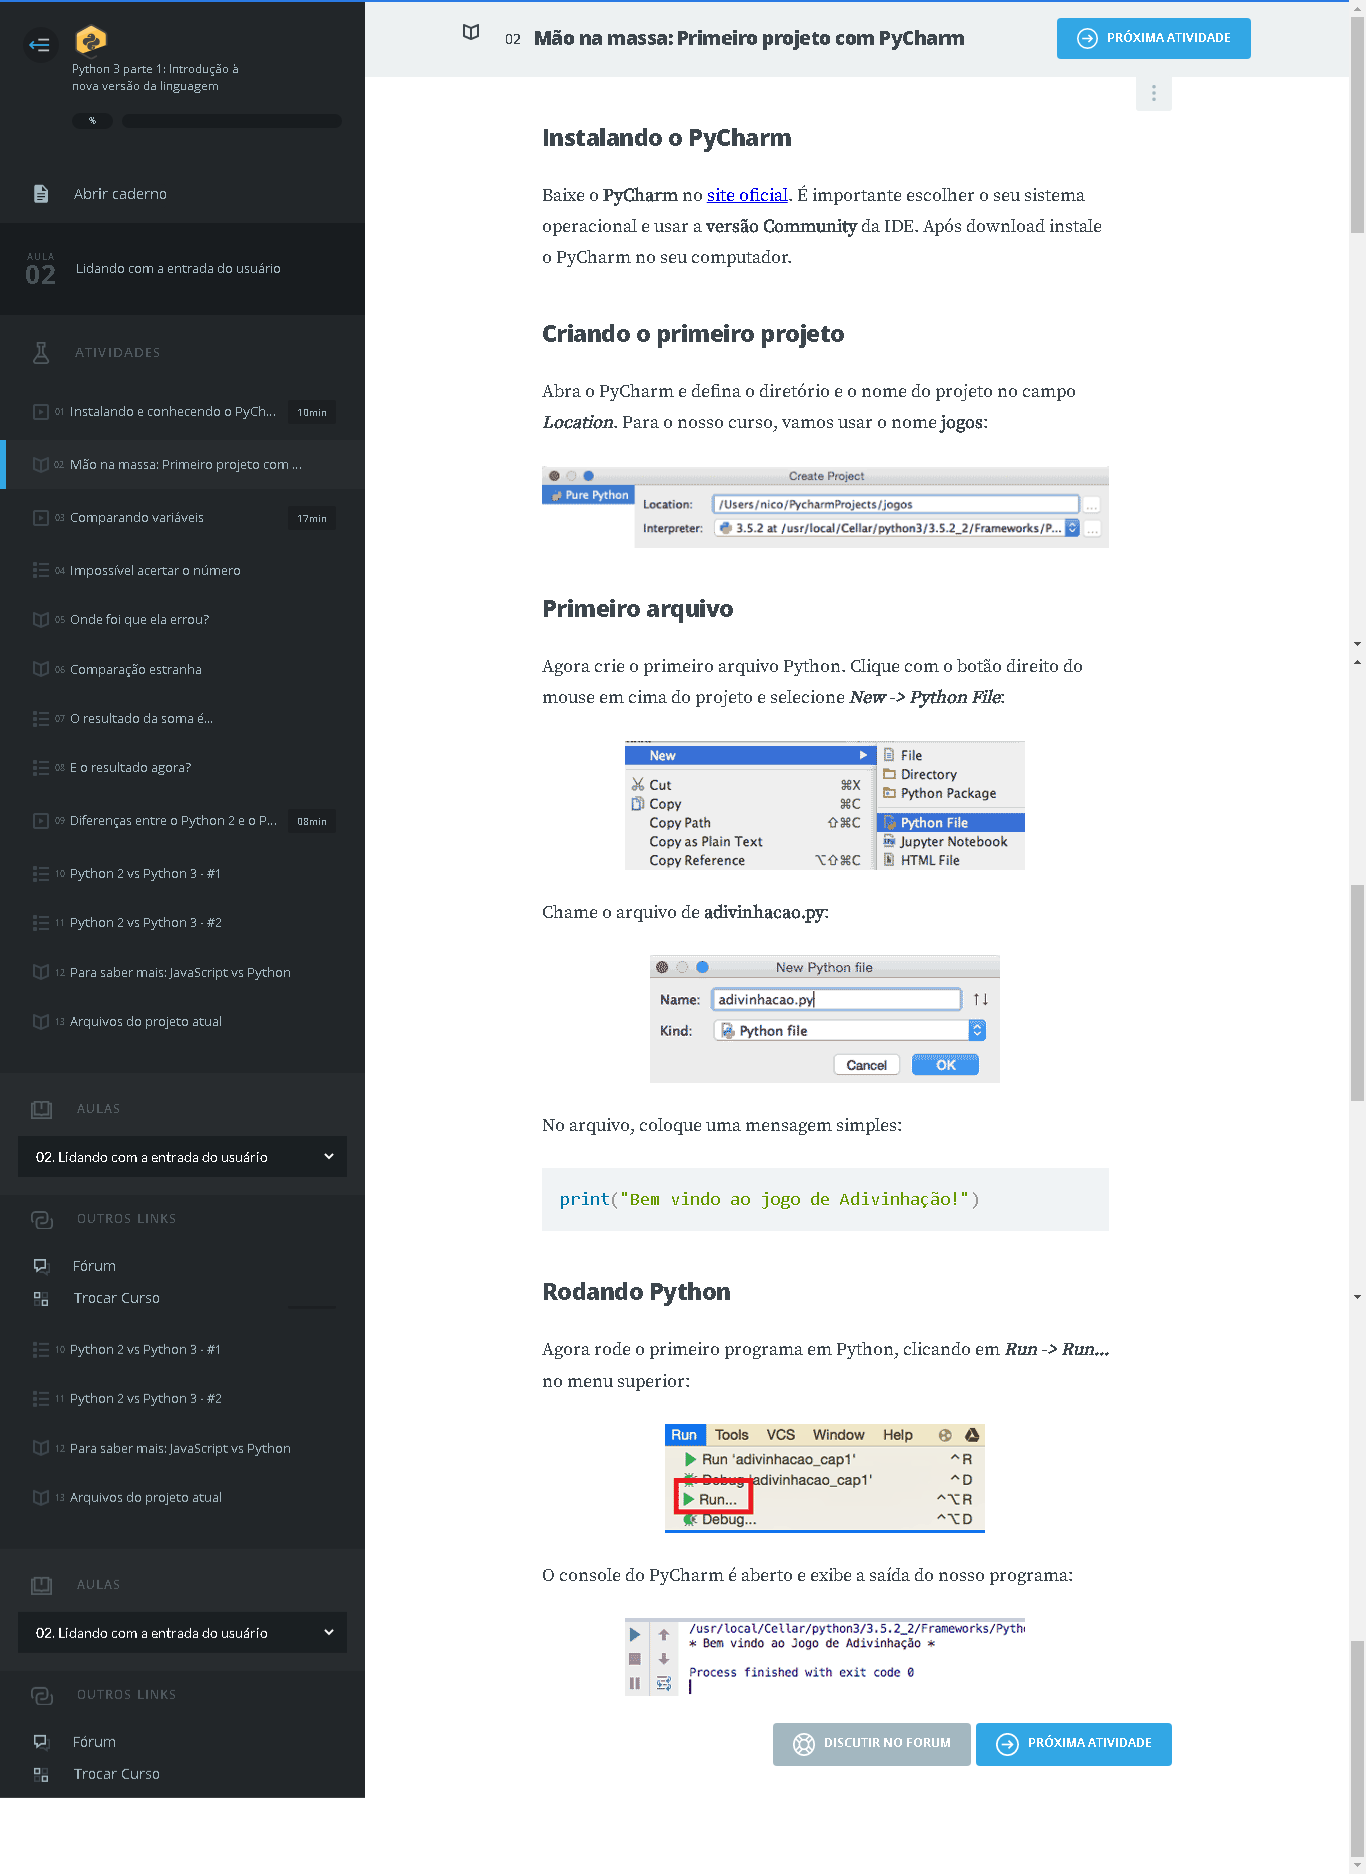 Python 3 parte 1: Introdução à
nova versão da linguagem
%
Abrir caderno
AULA
02
Lidando com a entrada do usuário
ATIVIDADES
01 Instalando e conhecendo o PyCh... 10min
02 Mão na massa: Primeiro projeto com ...
03 Comparando variáveis 17min
04 Impossível acertar o número
05 Onde foi que ela errou?
06 Comparação estranha
07 O resultado da soma é...
08 E o resultado agora?
09 Diferenças entre o Python 2 e o P... 08min
10 Python 2 vs Python 3 - #1
11 Python 2 vs Python 3 - #2
12 Para saber mais: JavaScript vs Python
13 Arquivos do projeto atual
AULAS
02. Lidando com a entrada do usuário
OUTROS LINKS
Fórum
Trocar Curso
10 Python 2 vs Python 3 - #1
11 Python 2 vs Python 3 - #2
12 Para saber mais: JavaScript vs Python
13 Arquivos do projeto atual
AULAS
02. Lidando com a entrada do usuário
OUTROS LINKS
Fórum
Trocar Curso
02 Mão na massa: Primeiro projeto com PyCharm
PRÓXIMA ATIVIDADE
Instalando o PyCharm
Baixe o PyCharm no site oficial. É importante escolher o seu sistema
operacional e usar a versão Community da IDE. Após download instale
o PyCharm no seu computador.
Criando o primeiro projeto
Abra o PyCharm e defina o diretório e o nome do projeto no campo
Location. Para o nosso curso, vamos usar o nome jogos:
Create Project
Pure Python
Location: /Users/nico/PycharmProjects/jogos ...
Interpreter: 3.5.2 at /usr/local/Cellar/python3/3.5.2_2/Frameworks/P... ...
Primeiro arquivo
Agora crie o primeiro arquivo Python. Clique com o botão direito do
mouse em cima do projeto e selecione New -> Python File:
New
Cut ⌘X
Copy ⌘C
Copy Path ⇧⌘C
Copy as Plain Text
Copy Reference ⌥⇧⌘C
File
Directory
Python Package
Python File
Jupyter Notebook
HTML File
Chame o arquivo de adivinhacao.py:
New Python file
Name: adivinhacao.py
Kind: Python file
Cancel OK
No arquivo, coloque uma mensagem simples:
print("Bem vindo ao jogo de Adivinhação!")
Rodando Python
Agora rode o primeiro programa em Python, clicando em Run -> Run...
no menu superior:
Run Tools VCS Window Help
Run 'adivinhacao_cap1' ^R
Debug 'adivinhacao_cap1' ^D
Run... ^⌥R
Debug... ^⌥D
O console do PyCharm é aberto e exibe a saída do nosso programa:
/usr/local/Cellar/python3/3.5.2_2/Frameworks/Pyth
* Bem vindo ao Jogo de Adivinhação *
Process finished with exit code 0
DISCUTIR NO FORUM
PRÓXIMA ATIVIDADE